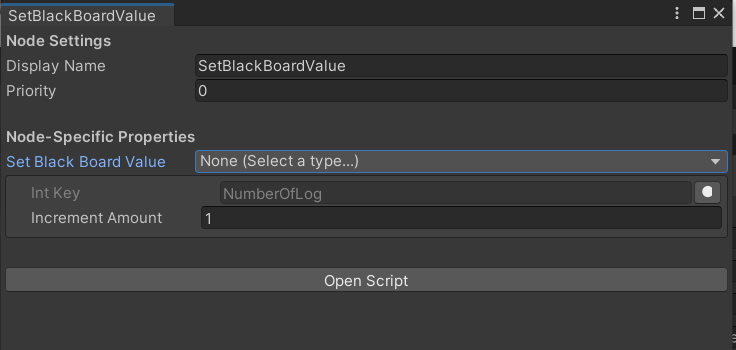 SetBlackBoardValue
Node Settings
Display Name SetBlackBoardValue
Priority 0
Node-Specific Properties
Set Black Board Value None (Select a type...)
Int Key NumberOfLog
Increment Amount 1
Open Script